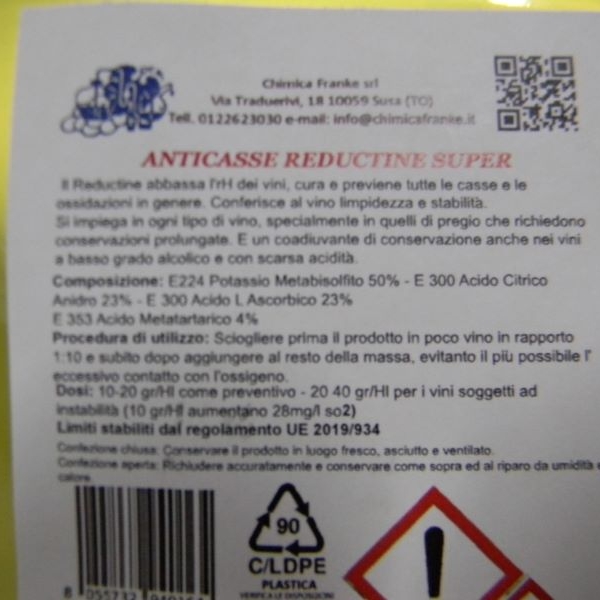 Chimica Franke srl
Via Traduerivi, 18 10059 Susa (TO)
Tell. 0122623030 e-mail: info@chimicafranke.it
ANTICASSE REDUCTINE SUPER
Il Reductine abbassa l'rH dei vini, cura e previene tutte le casse e le
ossidazioni in genere. Conferisce al vino limpidezza e stabilità.
Si impiega in ogni tipo di vino, specialmente in quelli di pregio che richiedono
conservazioni prolungate. E un coadiuvante di conservazione anche nei vini
a basso grado alcolico e con scarsa acidità.
Composizione: E224 Potassio Metabisolfito 50% - E 300 Acido Citrico
Anidro 23% - E 300 Acido L Ascorbico 23%
E 353 Acido Metatartarico 4%
Procedura di utilizzo: Sciogliere prima il prodotto in poco vino in rapporto
1:10 e subito dopo aggiungere al resto della massa, evitanto il più possibile l'
eccessivo contatto con l'ossigeno.
Dosi: 10-20 gr/Hl come preventivo - 20 40 gr/Hl per i vini soggetti ad
instabilità (10 gr/Hl aumentano 28mg/l so2)
Limiti stabiliti dal regolamento UE 2019/934
Confezione chiusa: Conservare il prodotto in luogo fresco, asciutto e ventilato.
Confezione aperta: Richiudere accuratamente e conservare come sopra ed al riparo da umidità e
calore.
90
C/LDPE
PLASTICA
VERIFICA LE DISPOSIZIONI
8 055732